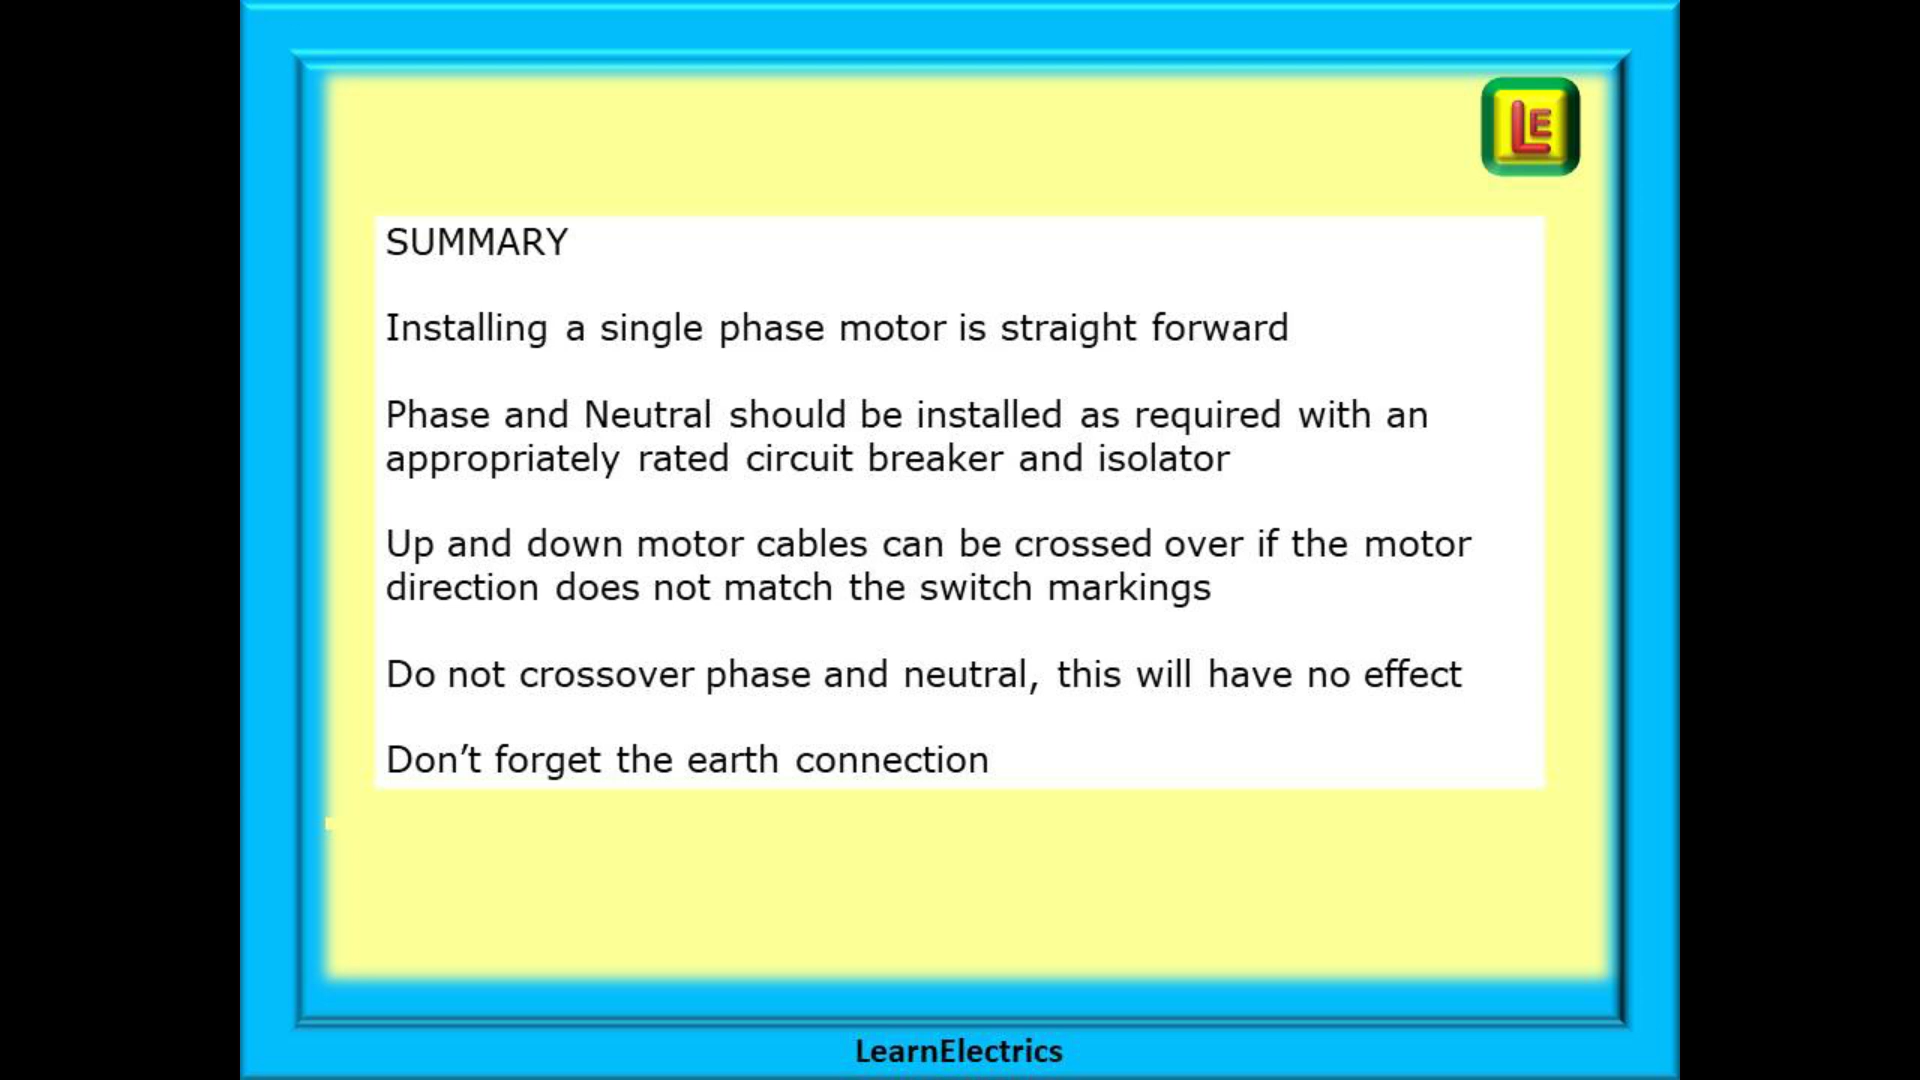 LE
SUMMARY
Installing a single phase motor is straight forward
Phase and Neutral should be installed as required with an
appropriately rated circuit breaker and isolator
Up and down motor cables can be crossed over if the motor
direction does not match the switch markings
Do not crossover phase and neutral, this will have no effect
Don’t forget the earth connection
LearnElectrics